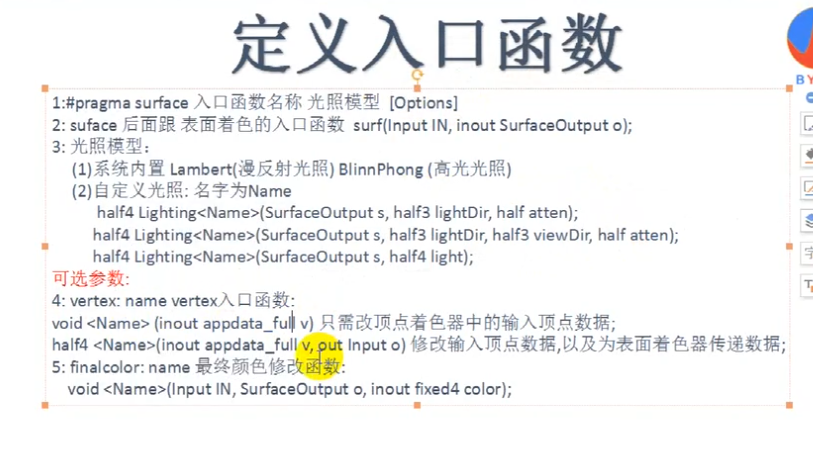 定义入口函数
1:#pragma surface 入口函数名称 光照模型 [Options]
2: suface 后面跟 表面着色的入口函数 surf(Input IN, inout SurfaceOutput o);
3: 光照模型:
(1)系统内置 Lambert(漫反射光照) BlinnPhong (高光光照)
(2)自定义光照: 名字为Name
half4 Lighting<Name>(SurfaceOutput s, half3 lightDir, half atten);
half4 Lighting<Name>(SurfaceOutput s, half3 lightDir, half3 viewDir, half atten);
half4 Lighting<Name>(SurfaceOutput s, half4 light);
可选参数:
4: vertex: name vertex入口函数:
void <Name> (inout appdata_full v) 只需改顶点着色器中的输入顶点数据;
half4 <Name>(inout appdata_full v, out Input o) 修改输入顶点数据,以及为表面着色器传递数据;
5: finalcolor: name 最终颜色修改函数:
void <Name>(Input IN, SurfaceOutput o, inout fixed4 color);